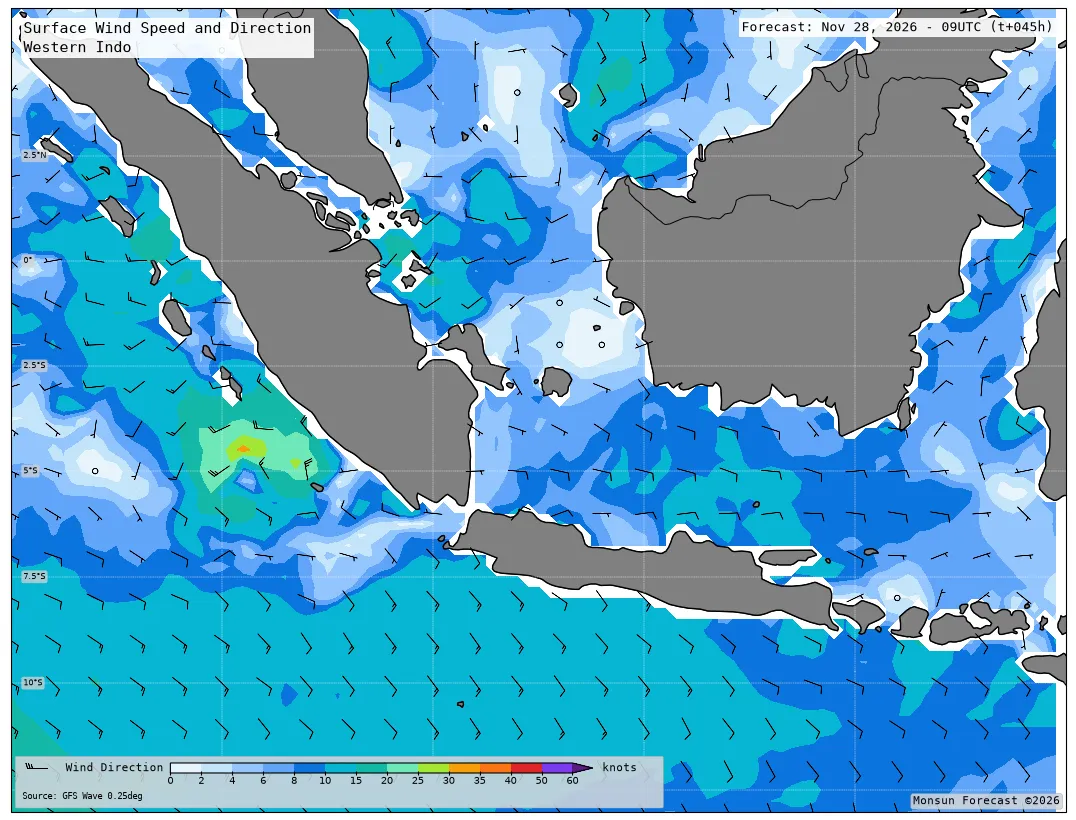 Surface Wind Speed and Direction
Western Indo
Forecast: Nov 28, 2026 - 09UTC (t+045h)
2.5°N
0°
2.5°S
5°S
7.5°S
10°S
Wind Direction
0 2 4 6 8 10 15 20 25 30 35 40 50 60
knots
Source: GFS Wave 0.25deg
Monsun Forecast ©2026